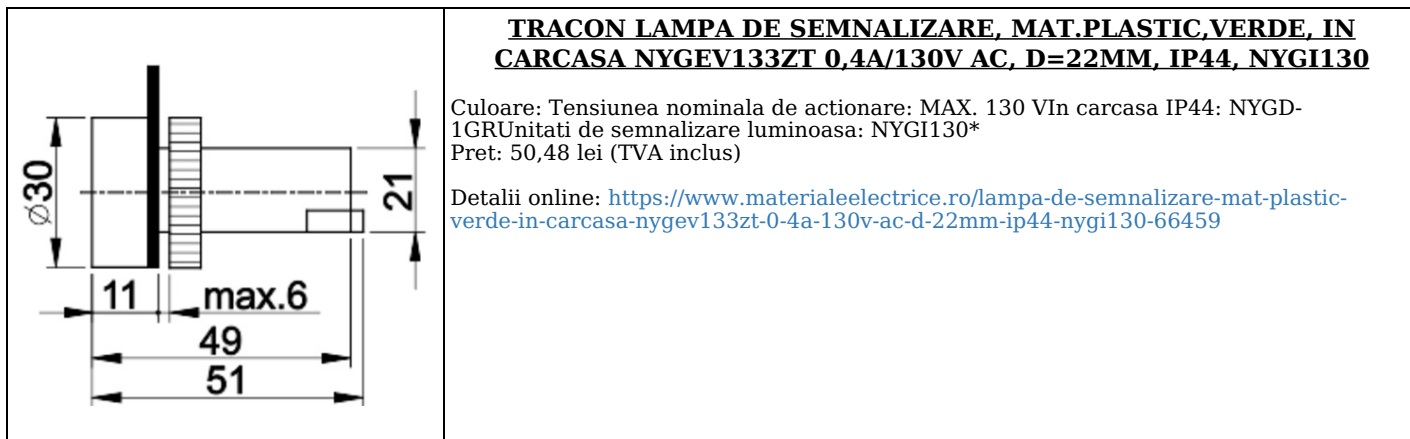 TRACON LAMPA DE SEMNALIZARE, MAT.PLASTIC,VERDE, IN
CARCASA NYGEV133ZT 0,4A/130V AC, D=22MM, IP44, NYGI130
Culoare: Tensiunea nominala de actionare: MAX. 130 VIn carcasa IP44: NYGD-
1GRUnitati de semnalizare luminoasa: NYGI130*
Pret: 50,48 lei (TVA inclus)
Detalii online: https://www.materialeelectrice.ro/lampa-de-semnalizare-mat-plastic-
verde-in-carcasa-nygev133zt-0-4a-130v-ac-d-22mm-ip44-nygi130-66459
⌀30
21
11
max.6
49
51